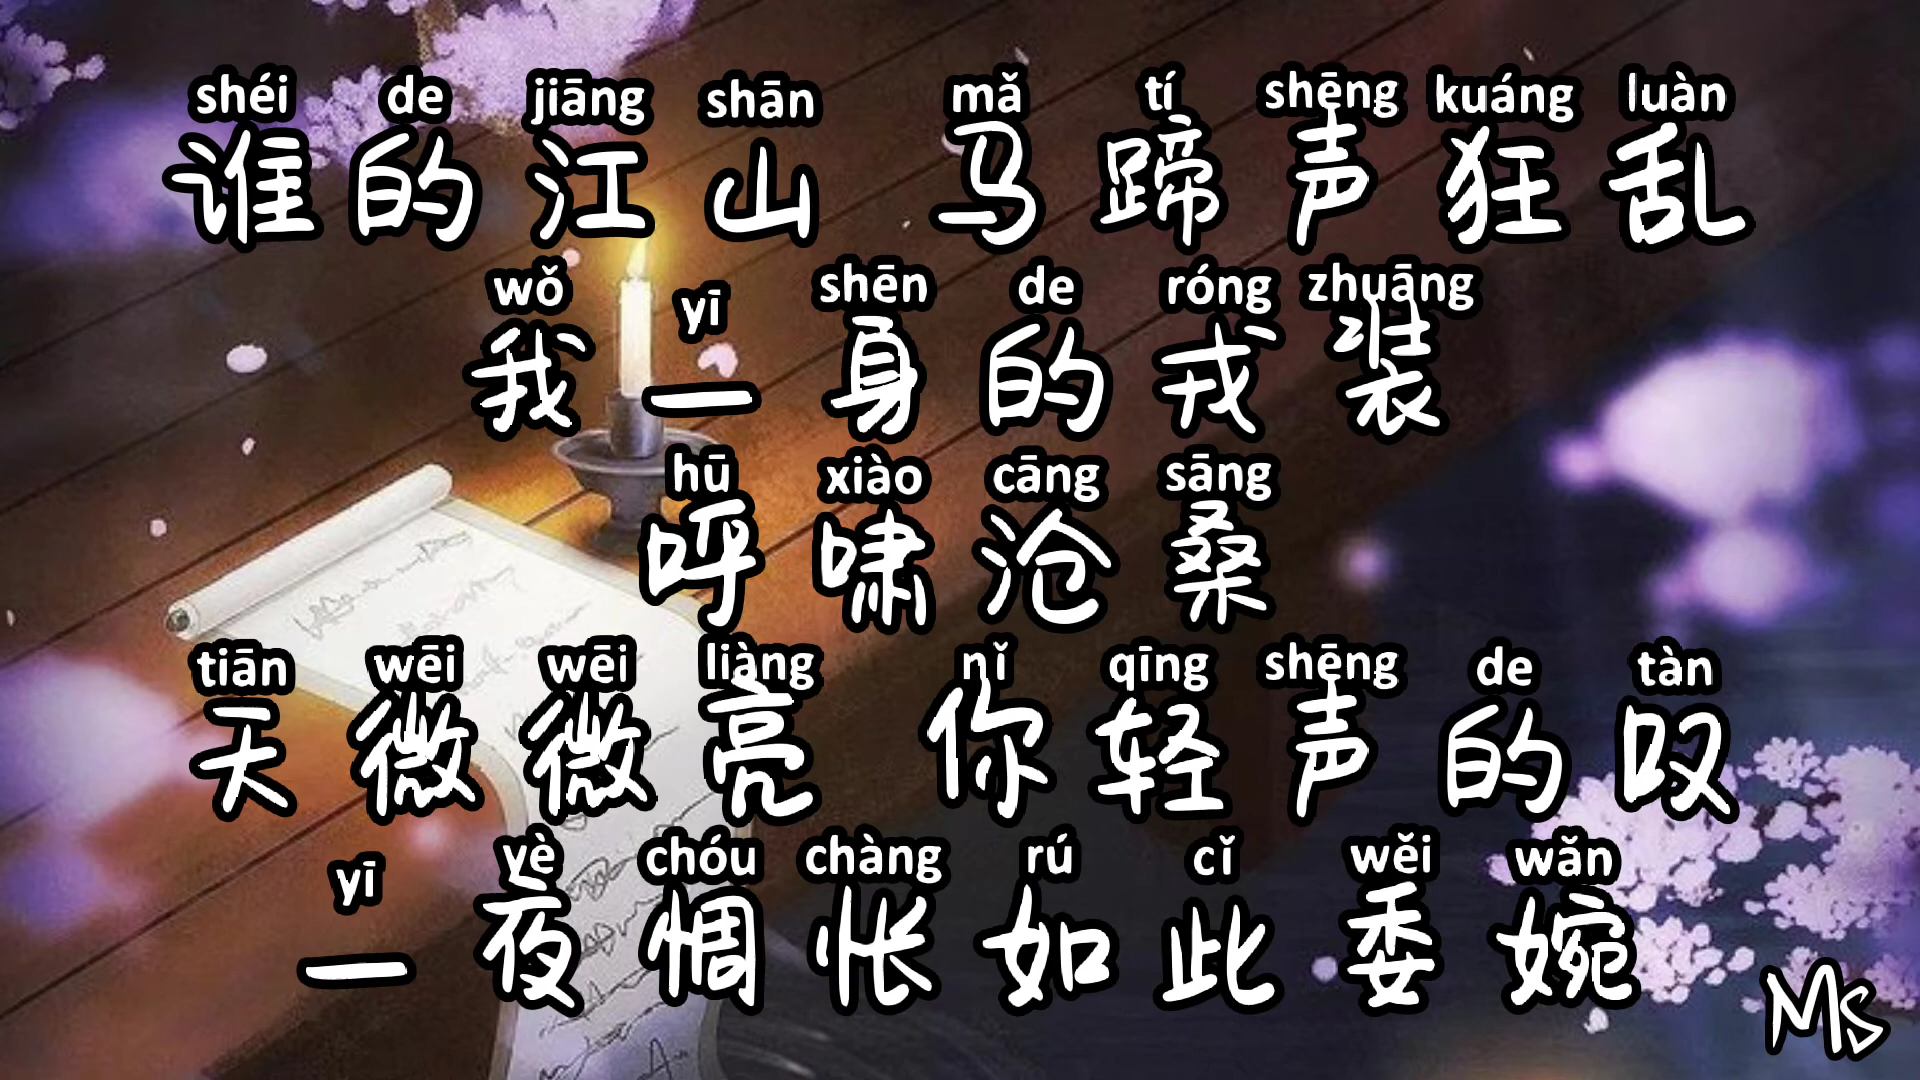 shéi de jiāng shān mǎ tí shēng kuáng luàn
谁的江山 马蹄声狂乱
wǒ yī shēn de róng zhuāng
我一身的戎装
hū xiào cāng sāng
呼啸沧桑
tiān wēi wēi liàng nǐ qīng shēng de tàn
天微微亮 你轻声的叹
yī yè chóu chàng rú cǐ wěi wǎn
一夜惆怅如此委婉
MS